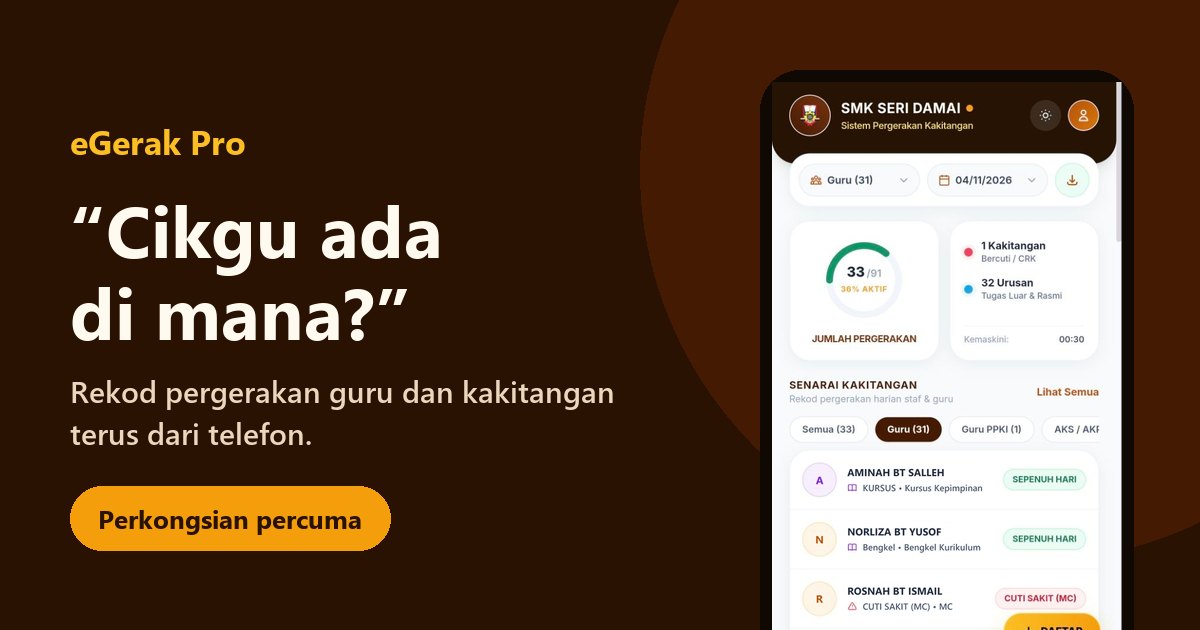 eGerak Pro
“Cikgu ada
di mana?”
Rekod pergerakan guru dan kakitangan
terus dari telefon.
Perkongsian percuma
SMK SERI DAMAI
Sistem Pergerakan Kakitangan
Guru (31)
04/11/2026
33 /91
36% AKTIF
JUMLAH PERGERAKAN
1 Kakitangan
Bercuti / CRK
32 Urusan
Tugas Luar & Rasmi
Kemaskini: 00:30
SENARAI KAKITANGAN
Rekod pergerakan harian staf & guru
Lihat Semua
Semua (33)
Guru (31)
Guru PPKI (1)
AKS / AKP
A
AMINAH BT SALLEH
KURSUS • Kursus Kepimpinan
SEPENUH HARI
N
NORLIZA BT YUSOF
Bengkel • Bengkel Kurikulum
SEPENUH HARI
R
ROSNAH BT ISMAIL
CUTI SAKIT (MC) • MC
CUTI SAKIT (MC)
DAFTAR